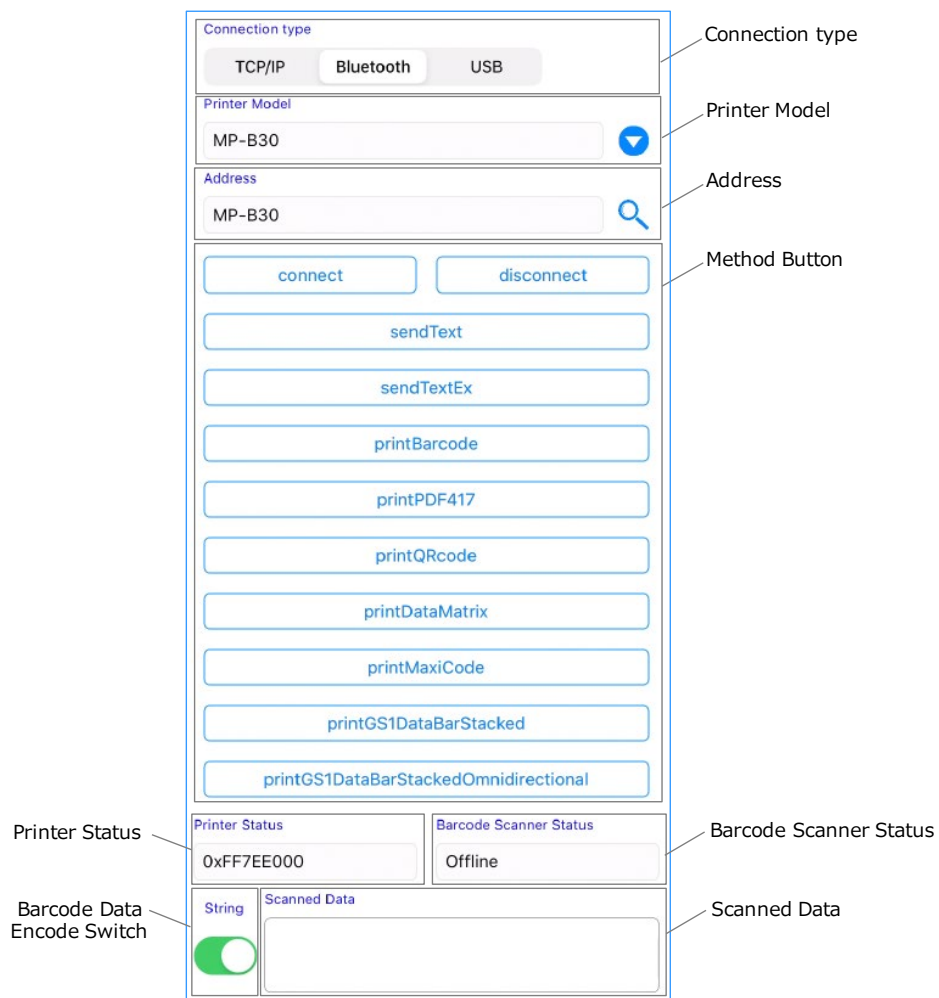 Connection type
TCP/IP Bluetooth USB
Connection type
Printer Model
MP-B30
Printer Model
Address
MP-B30
Address
connect disconnect
Method Button
sendText
sendTextEx
printBarcode
printPDF417
printQRcode
printDataMatrix
printMaxiCode
printGS1DataBarStacked
printGS1DataBarStackedOmnidirectional
Printer Status
Printer Status
0xFF7EE000
Barcode Scanner Status
Offline
Barcode Scanner Status
Barcode Data
Encode Switch
String
Scanned Data
Scanned Data